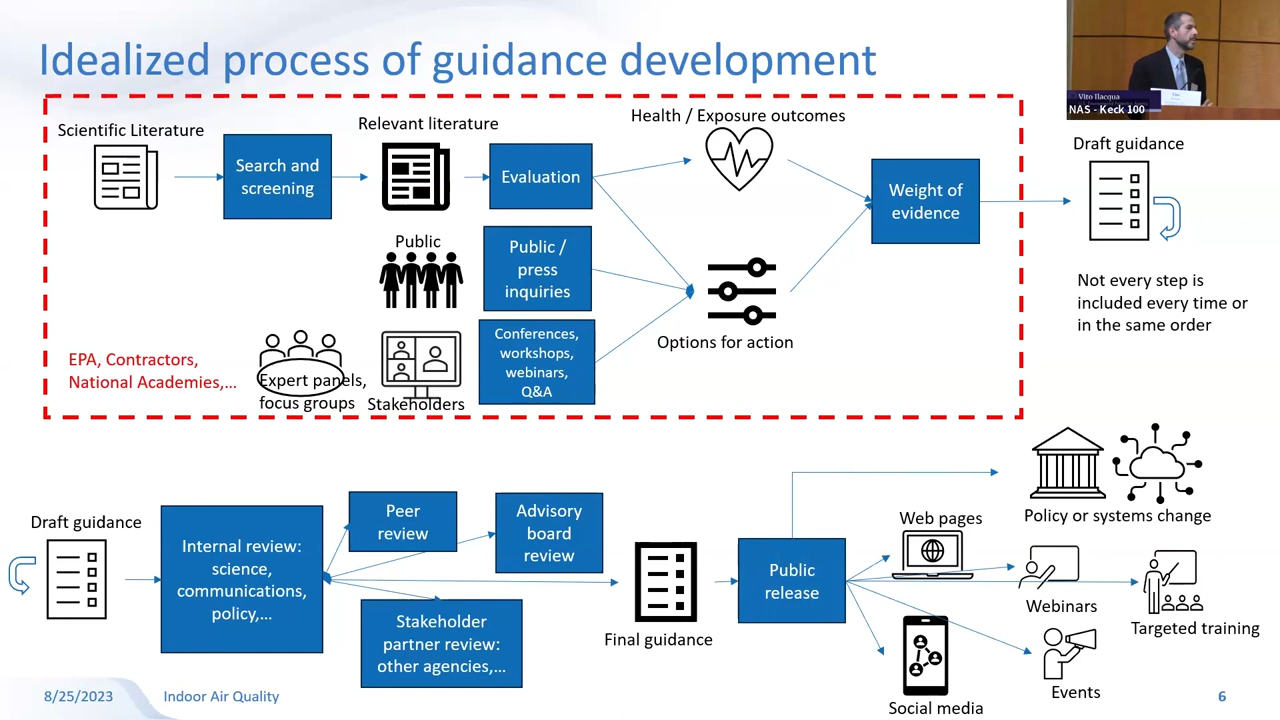 Idealized process of guidance development
Vito Ilacqua
NAS - Keck 100
Scientific Literature
Search and
screening
Relevant literature
Evaluation
Health / Exposure outcomes
Weight of
evidence
Draft guidance
Public
Public /
press
inquiries
Not every step is
included every time or
in the same order
Options for action
EPA, Contractors,
National Academies,...
Expert panels,
focus groups
Stakeholders
Conferences,
workshops,
webinars,
Q&A
Draft guidance
Internal review:
science,
communications,
policy,...
Peer
review
Advisory
board
review
Stakeholder
partner review:
other agencies,...
Final guidance
Public
release
Policy or systems change
Web pages
Webinars
Targeted training
Events
Social media
8/25/2023
Indoor Air Quality
6